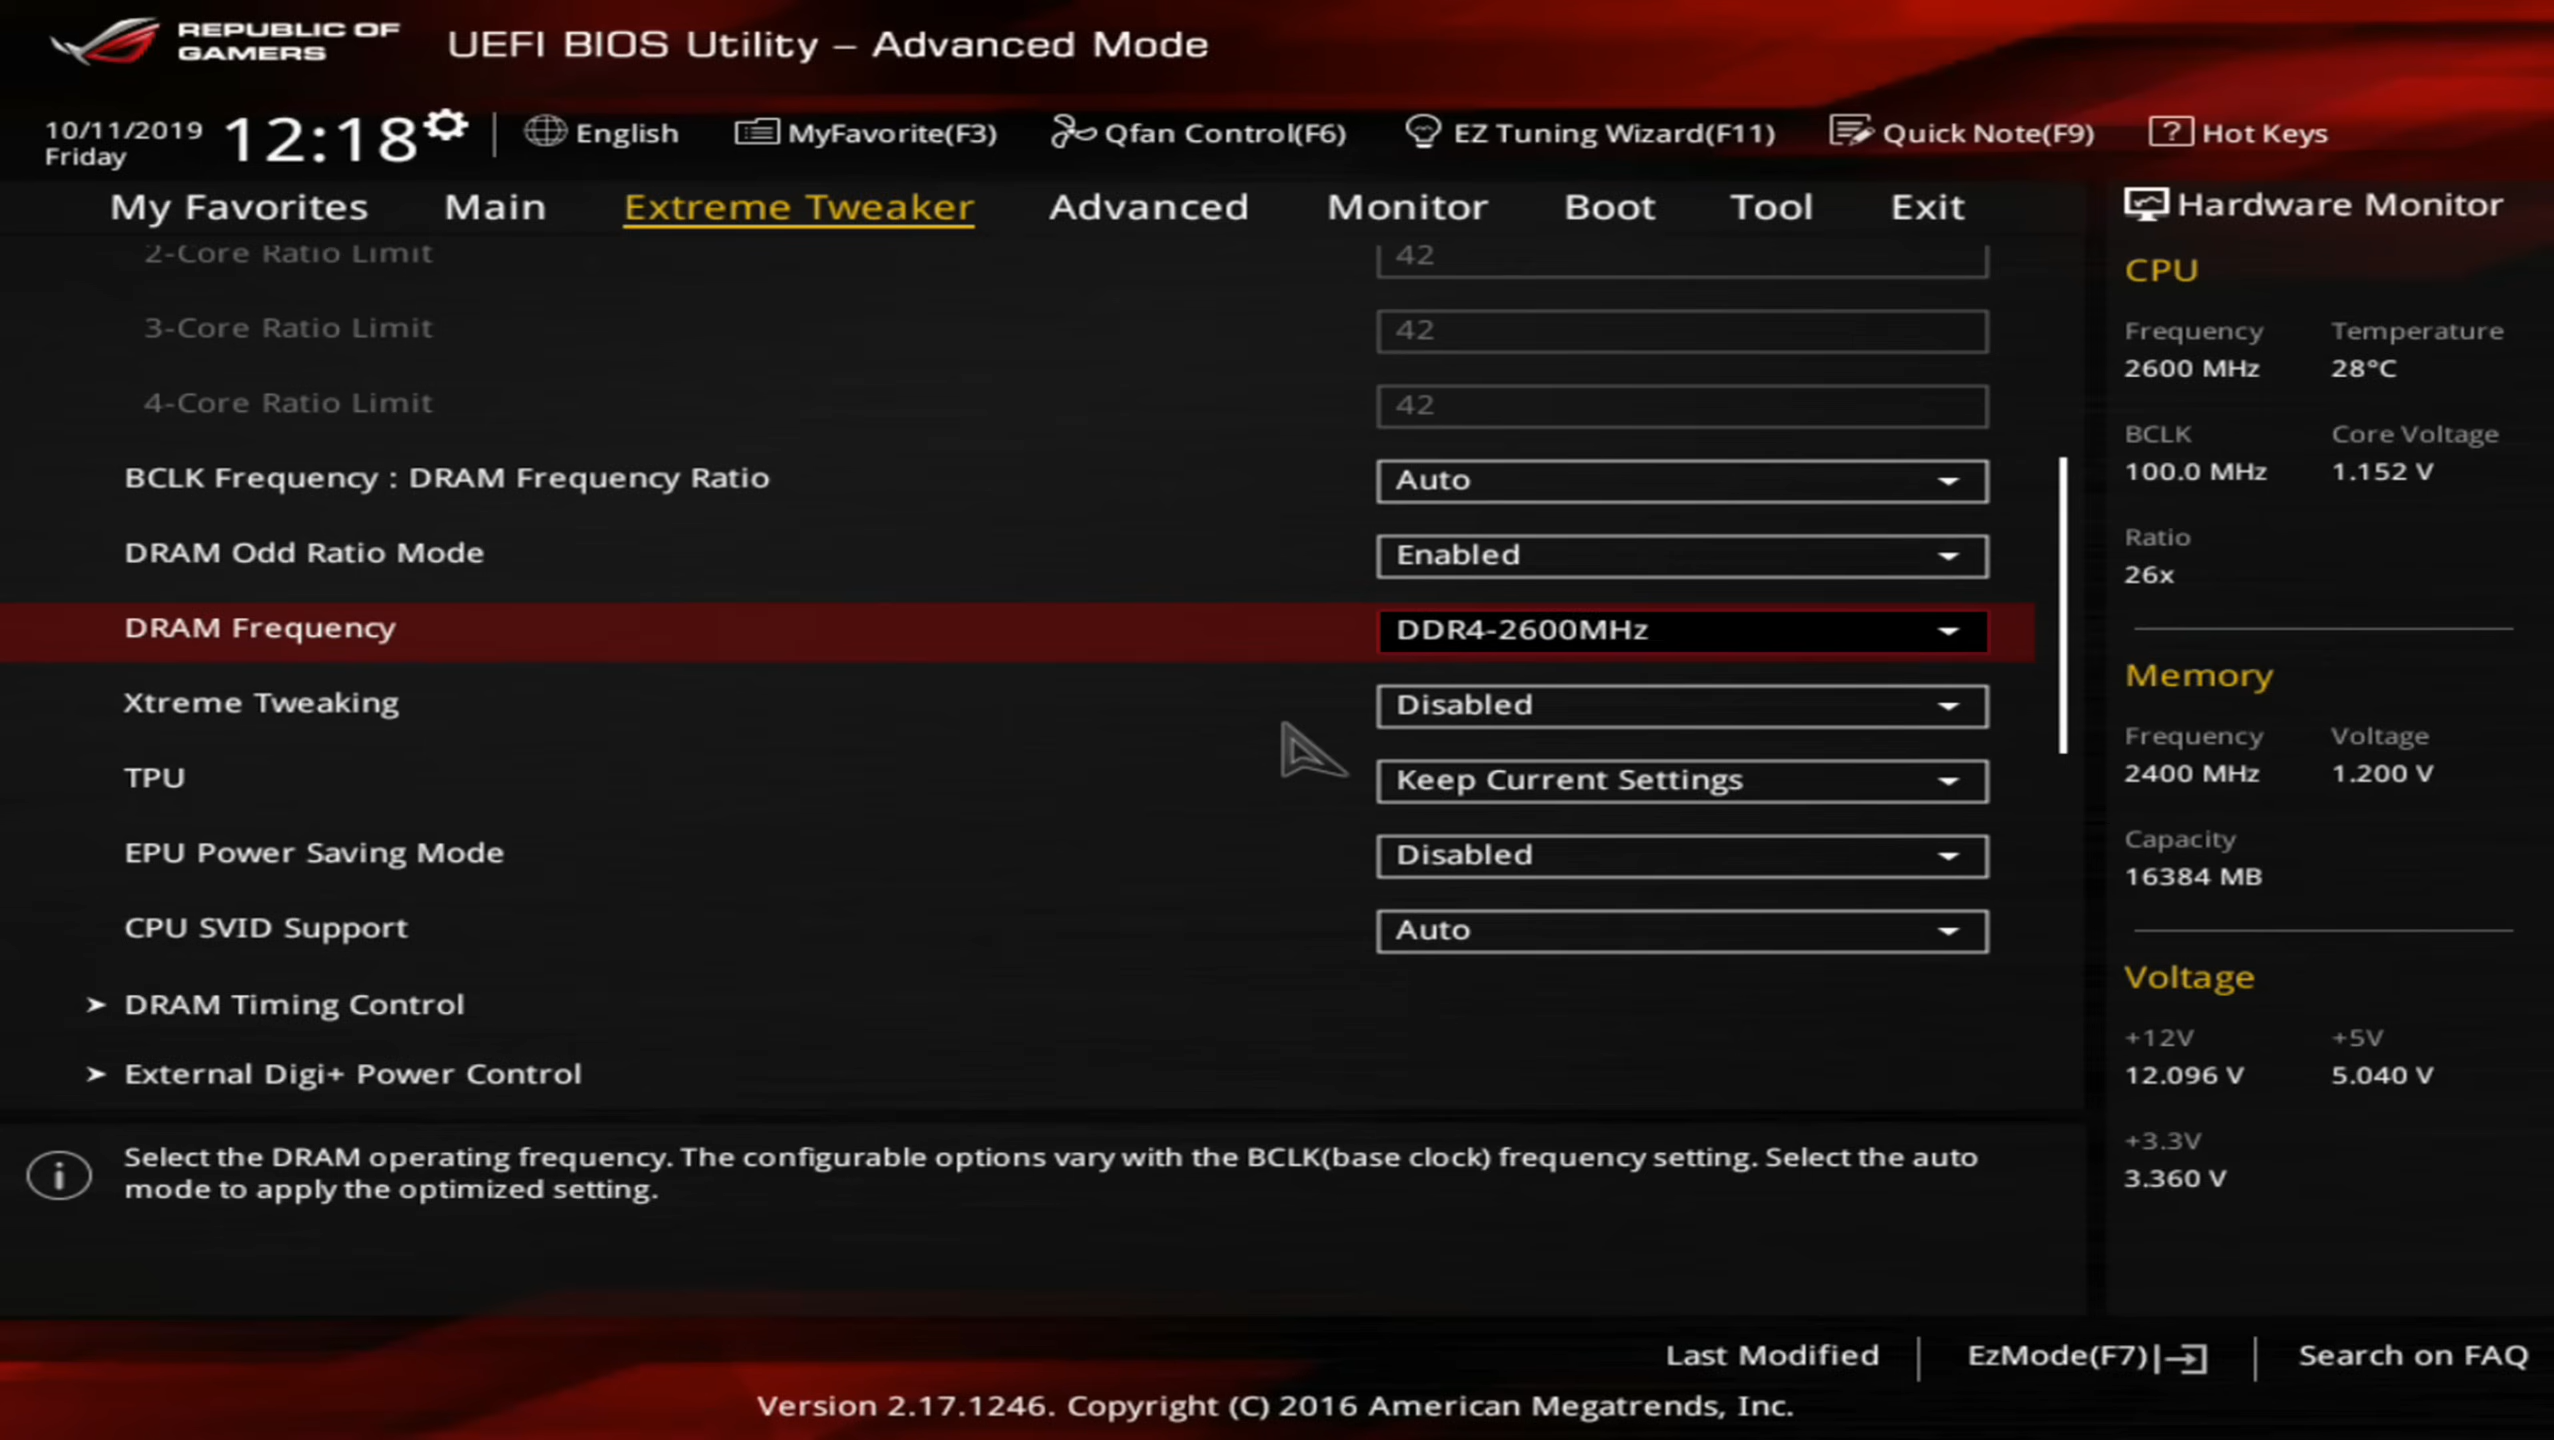 REPUBLIC OF
GAMERS
UEFI BIOS Utility – Advanced Mode
10/11/2019
Friday
12:18
English
MyFavorite(F3)
Qfan Control(F6)
EZ Tuning Wizard(F11)
Quick Note(F9)
? Hot Keys
My Favorites
Main
Extreme Tweaker
Advanced
Monitor
Boot
Tool
Exit
2-Core Ratio Limit 42
3-Core Ratio Limit 42
4-Core Ratio Limit 42
BCLK Frequency : DRAM Frequency Ratio Auto
DRAM Odd Ratio Mode Enabled
DRAM Frequency DDR4-2600MHz
Xtreme Tweaking Disabled
TPU Keep Current Settings
EPU Power Saving Mode Disabled
CPU SVID Support Auto
DRAM Timing Control
External Digi+ Power Control
Select the DRAM operating frequency. The configurable options vary with the BCLK(base clock) frequency setting. Select the auto
mode to apply the optimized setting.
Hardware Monitor
CPU
Frequency Temperature
2600 MHz 28°C
BCLK Core Voltage
100.0 MHz 1.152 V
Ratio
26x
Memory
Frequency Voltage
2400 MHz 1.200 V
Capacity
16384 MB
Voltage
+12V +5V
12.096 V 5.040 V
+3.3V
3.360 V
Last Modified
EzMode(F7)
Search on FAQ
Version 2.17.1246. Copyright (C) 2016 American Megatrends, Inc.